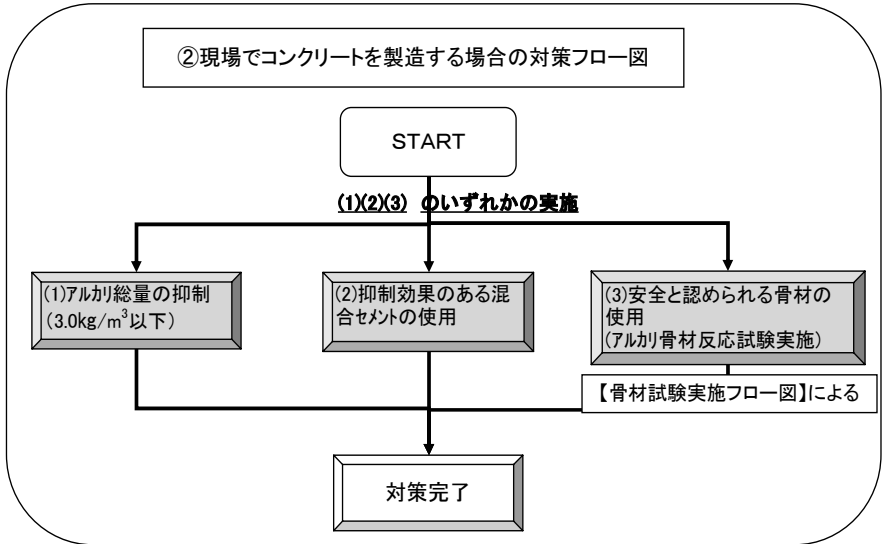 ②現場でコンクリートを製造する場合の対策フロー図
START
(1)(2)(3) のいずれかの実施
(1)アルカリ総量の抑制
(3.0kg/m³以下)
(2)抑制効果のある混
合セメントの使用
(3)安全と認められる骨材の
使用
(アルカリ骨材反応試験実施)
【骨材試験実施フロー図】による
対策完了